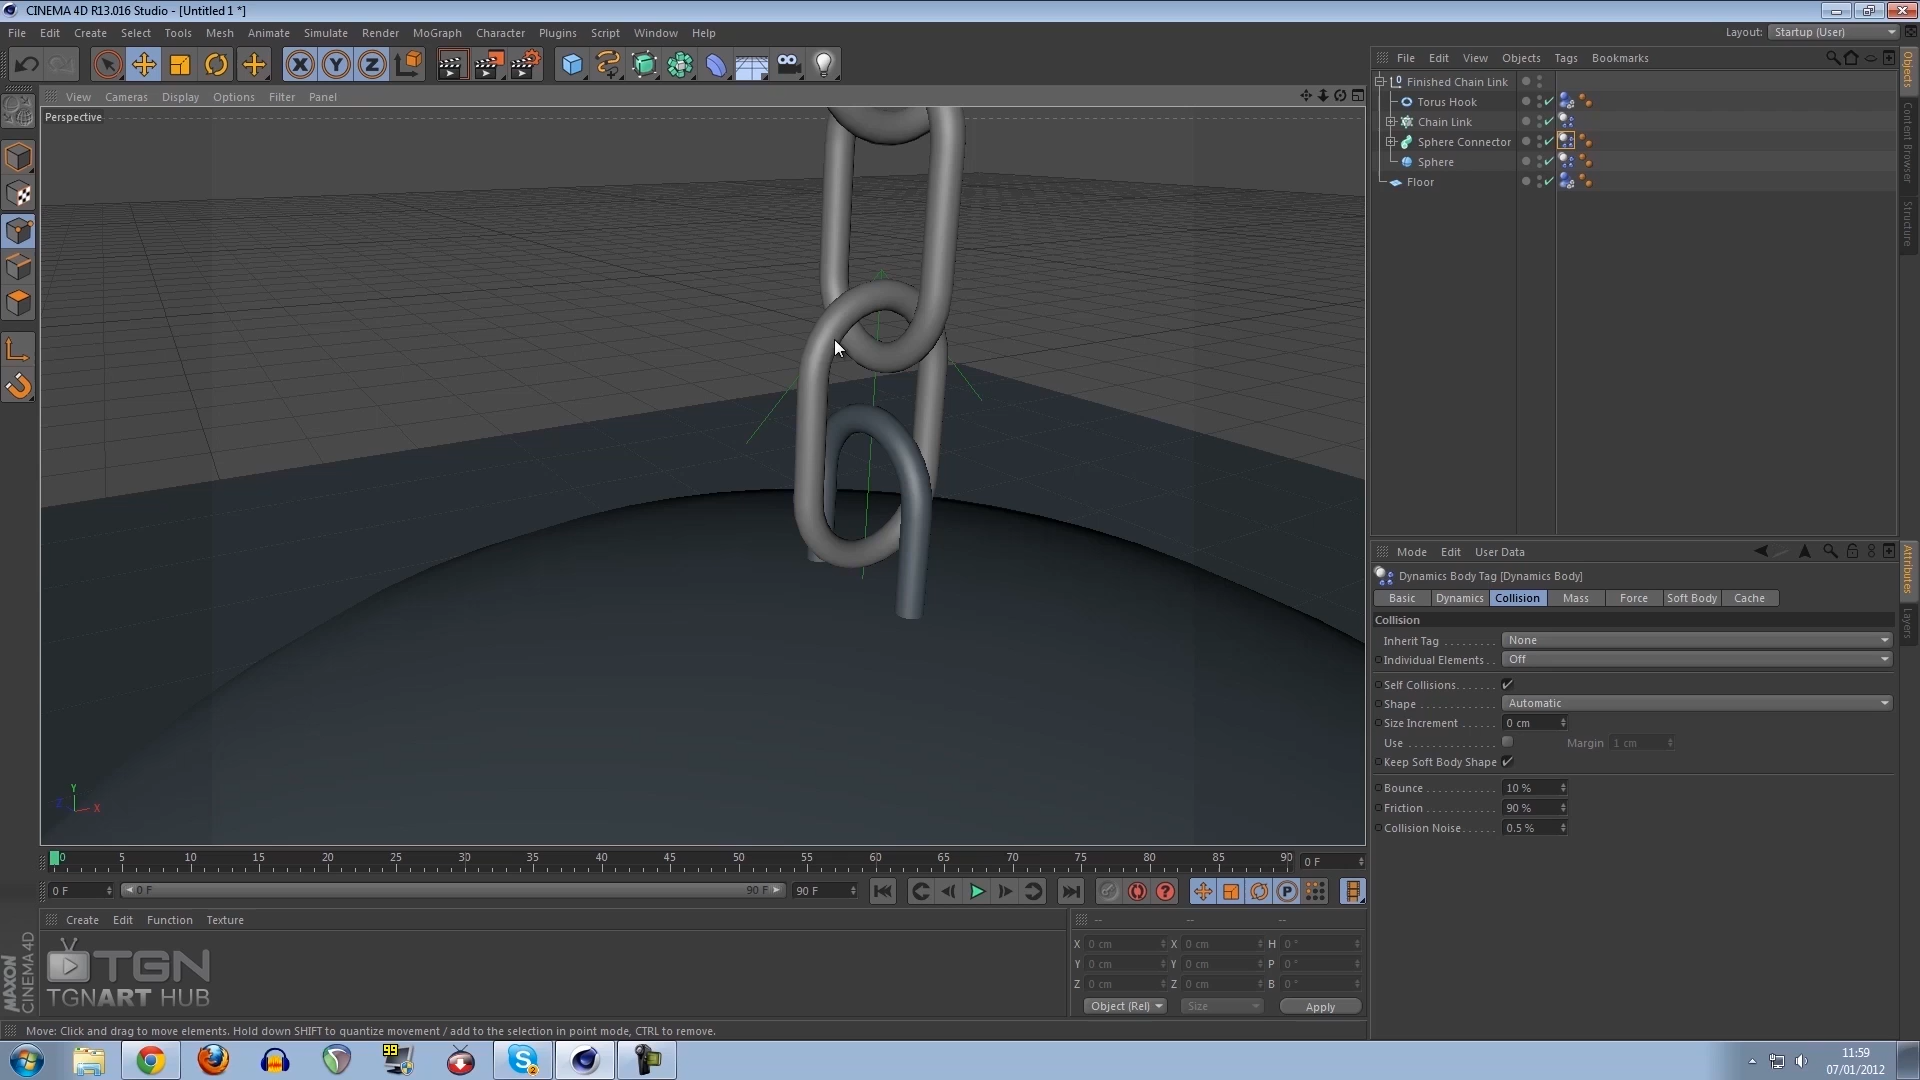 CINEMA 4D R13.016 Studio - [Untitled 1 *]
File Edit Create Select Tools Mesh Animate Simulate Render MoGraph Character Plugins Script Window Help
Layout: Startup (User)
View Cameras Display Options Filter Panel
Perspective
Y
Z X
File Edit View Objects Tags Bookmarks
Finished Chain Link
Torus Hook
Chain Link
Sphere Connector
Sphere
Floor
Objects
Content Browser
Structure
Mode Edit User Data
Dynamics Body Tag [Dynamics Body]
Basic Dynamics Collision Mass Force Soft Body Cache
Collision
Inherit Tag . . . . . . . . . None
Individual Elements . . Off
Self Collisions. . . . . . .
Shape . . . . . . . . . . . . . Automatic
Size Increment . . . . . . 0 cm
Use . . . . . . . . . . . . . . . Margin 1 cm
Keep Soft Body Shape
Bounce . . . . . . . . . . . . 10 %
Friction . . . . . . . . . . . . 90 %
Collision Noise. . . . . . 0.5 %
Attributes
Layers
0 5 10 15 20 25 30 35 40 45 50 55 60 65 70 75 80 85 90 0 F
0 F 0 F 90 F 90 F
Create Edit Function Texture
-- -- --
X 0 cm X 0 cm H 0 °
Y 0 cm Y 0 cm P 0 °
Z 0 cm Z 0 cm B 0 °
Object (Rel) Size Apply
TGN
TGNART HUB
MAXON
CINEMA 4D
Move: Click and drag to move elements. Hold down SHIFT to quantize movement / add to the selection in point mode, CTRL to remove.
99
2
11:59
07/01/2012